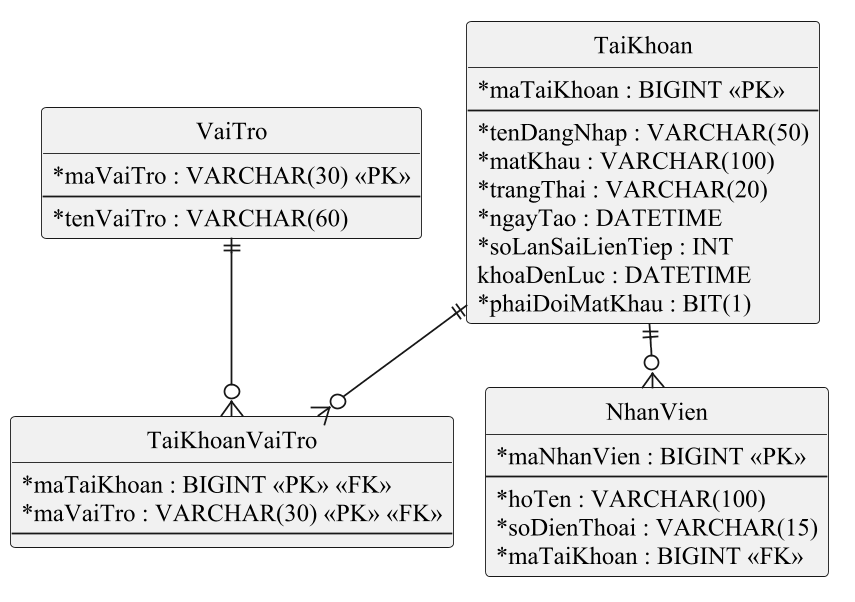 VaiTro
*maVaiTro : VARCHAR(30) «PK»
*tenVaiTro : VARCHAR(60)
TaiKhoan
*maTaiKhoan : BIGINT «PK»
*tenDangNhap : VARCHAR(50)
*matKhau : VARCHAR(100)
*trangThai : VARCHAR(20)
*ngayTao : DATETIME
*soLanSaiLienTiep : INT
khoaDenLuc : DATETIME
*phaiDoiMatKhau : BIT(1)
TaiKhoanVaiTro
*maTaiKhoan : BIGINT «PK» «FK»
*maVaiTro : VARCHAR(30) «PK» «FK»
NhanVien
*maNhanVien : BIGINT «PK»
*hoTen : VARCHAR(100)
*soDienThoai : VARCHAR(15)
*maTaiKhoan : BIGINT «FK»